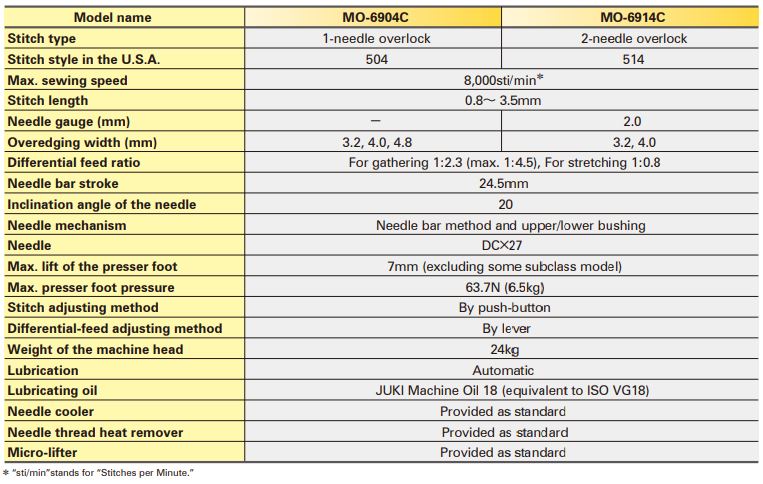 Model name MO-6904C MO-6914C
Stitch type 1-needle overlock 2-needle overlock
Stitch style in the U.S.A. 504 514
Max. sewing speed 8,000sti/min*
Stitch length 0.8～ 3.5mm
Needle gauge (mm) － 2.0
Overedging width (mm) 3.2, 4.0, 4.8 3.2, 4.0
Differential feed ratio For gathering 1:2.3 (max. 1:4.5), For stretching 1:0.8
Needle bar stroke 24.5mm
Inclination angle of the needle 20
Needle mechanism Needle bar method and upper/lower bushing
Needle DC×27
Max. lift of the presser foot 7mm (excluding some subclass model)
Max. presser foot pressure 63.7N (6.5kg)
Stitch adjusting method By push-button
Differential-feed adjusting method By lever
Weight of the machine head 24kg
Lubrication Automatic
Lubricating oil JUKI Machine Oil 18 (equivalent to ISO VG18)
Needle cooler Provided as standard
Needle thread heat remover Provided as standard
Micro-lifter Provided as standard
* "sti/min"stands for "Stitches per Minute."